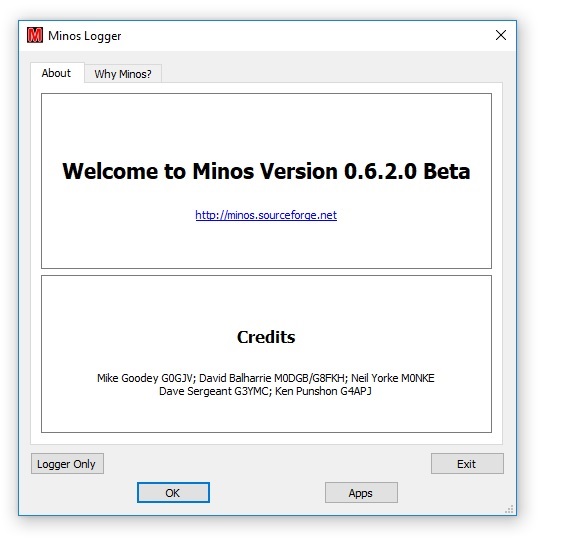 M Minos Logger
About Why Minos?
Welcome to Minos Version 0.6.2.0 Beta
http://minos.sourceforge.net
Credits
Mike Goodey G0GJV; David Balharrie M0DGB/G8FKH; Neil Yorke M0NKE
Dave Sergeant G3YMC; Ken Punshon G4APJ
Logger Only Exit
OK Apps